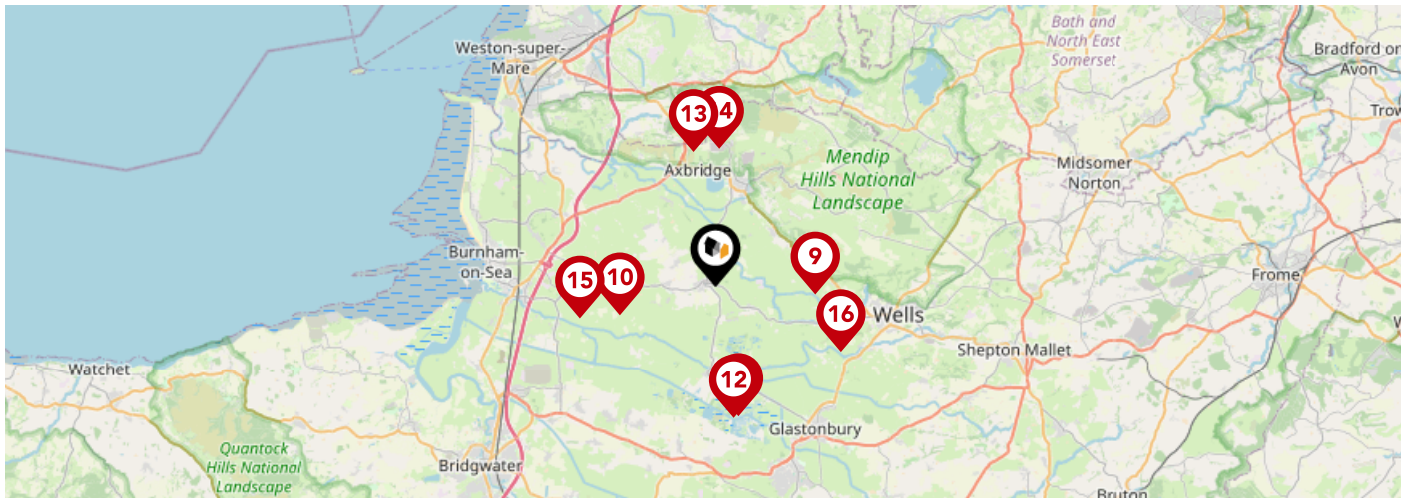 Bath and
North East
Somerset
Weston-super-
Mare
Bradford on
Avon
13
4
Axbridge
Mendip
Hills National
Landscape
Midsomer
Norton
Burnham-
on-Sea
9
15
10
Frome
16
Wells
Shepton Mallet
Watchet
12
Glastonbury
Quantock
Hills National
Landscape
Bridgwater
Bruton